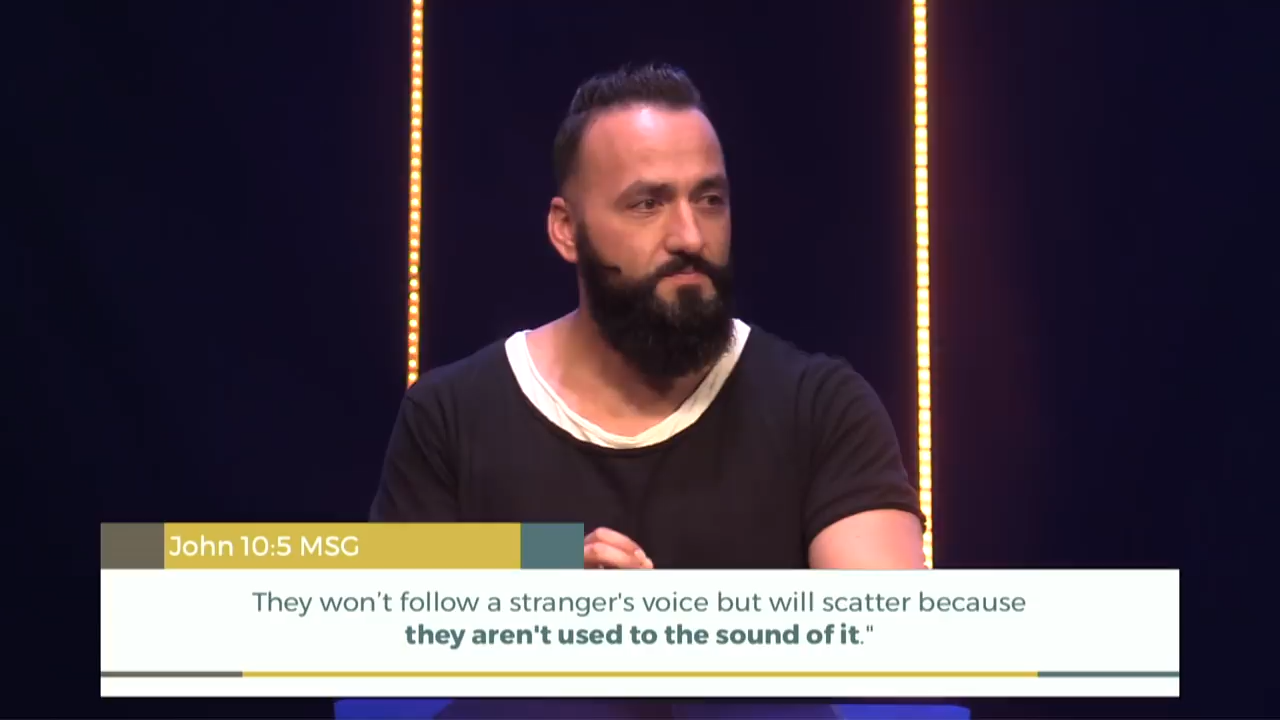 John 10:5 MSG
They won’t follow a stranger's voice but will scatter because
they aren't used to the sound of it."